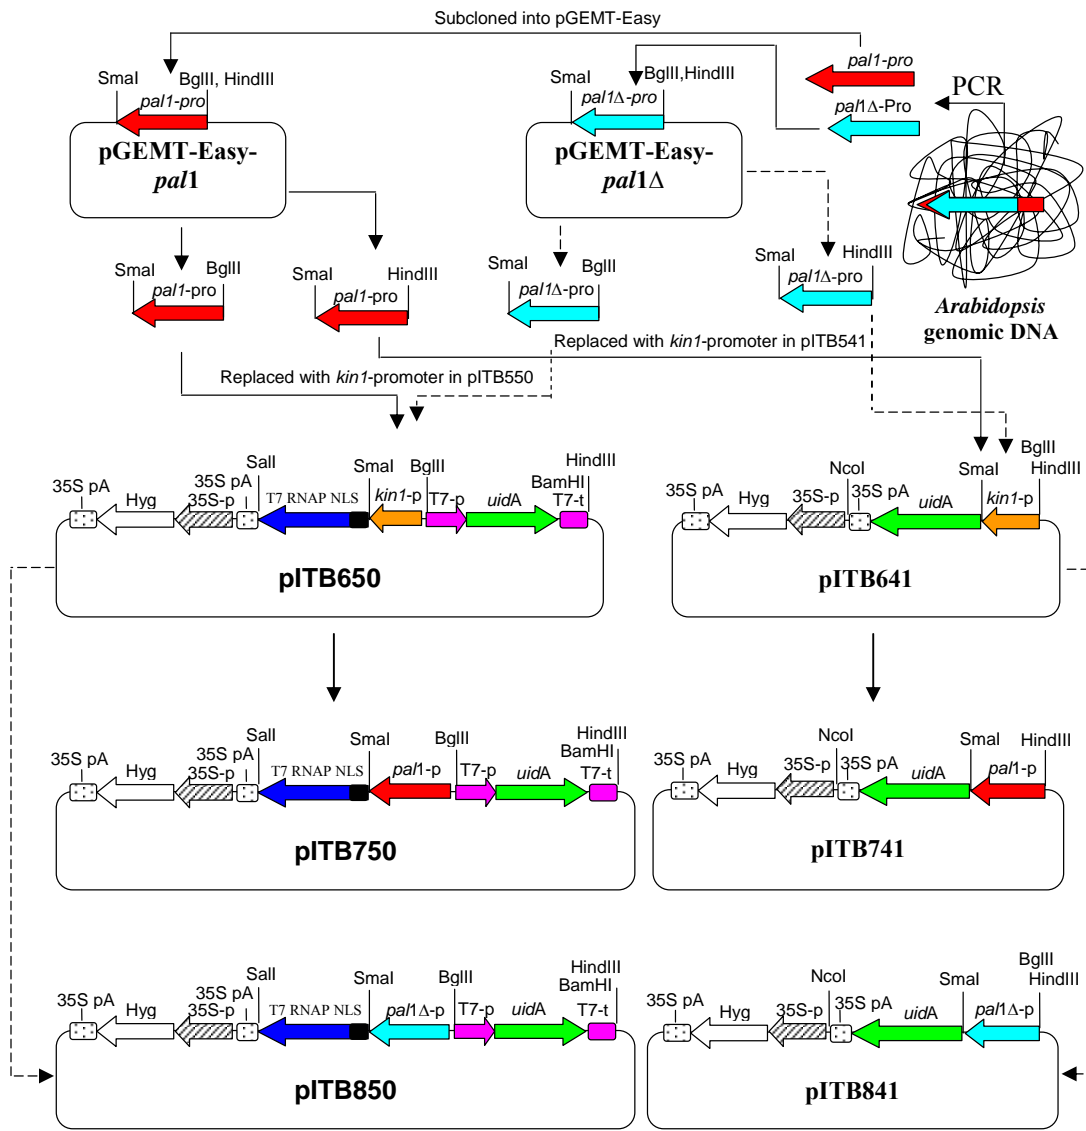 Subcloned into pGEMT-Easy
SmaI
BglII, HindIII
pal1-pro
pGEMT-Easy-
pal1
SmaI
BglII,HindIII
pal1Δ-pro
pGEMT-Easy-
pal1Δ
pal1-pro
pal1Δ-Pro
PCR
Arabidopsis
genomic DNA
SmaI
BglII
pal1-pro
SmaI
HindIII
pal1-pro
SmaI
BglII
pal1Δ-pro
SmaI
HindIII
pal1Δ-pro
Replaced with kin1-promoter in pITB541
Replaced with kin1-promoter in pITB550
35S pA
Hyg
35S-p
35S pA
SalI
T7 RNAP NLS
SmaI
kin1-p
BglII
T7-p
uidA
HindIII
BamHI
T7-t
pITB650
35S pA
Hyg
35S-p
NcoI
35S pA
uidA
SmaI
BglII
HindIII
kin1-p
pITB641
35S pA
Hyg
35S-p
35S pA
SalI
T7 RNAP NLS
SmaI
pal1-p
BglII
T7-p
uidA
HindIII
BamHI
T7-t
pITB750
35S pA
Hyg
35S-p
NcoI
35S pA
uidA
SmaI
HindIII
pal1-p
pITB741
35S pA
Hyg
35S-p
35S pA
SalI
T7 RNAP NLS
SmaI
pal1Δ-p
BglII
T7-p
uidA
HindIII
BamHI
T7-t
pITB850
35S pA
Hyg
35S-p
NcoI
35S pA
uidA
SmaI
BglII
HindIII
pal1Δ-p
pITB841